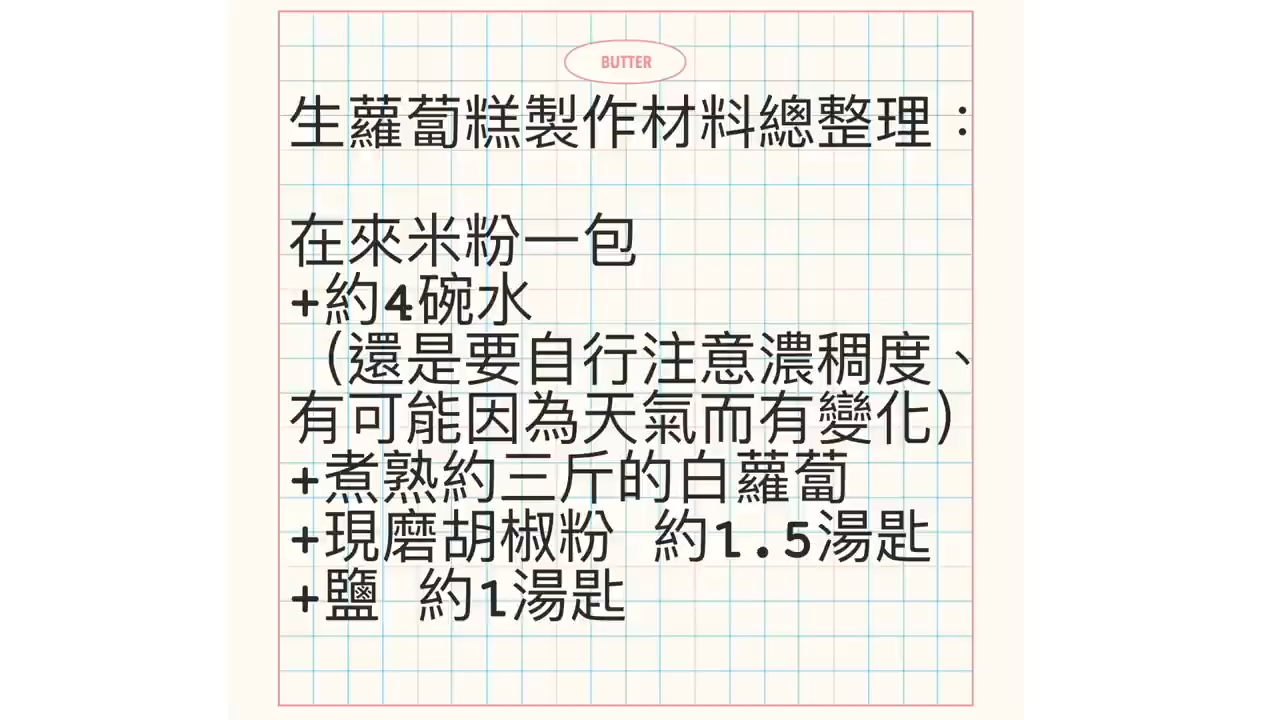 BUTTER
生蘿蔔糕製作材料總整理：
在來米粉一包
+約4碗水
（還是要自行注意濃稠度、
有可能因為天氣而有變化）
+煮熟約三斤的白蘿蔔
+現磨胡椒粉 約1.5湯匙
+鹽 約1湯匙